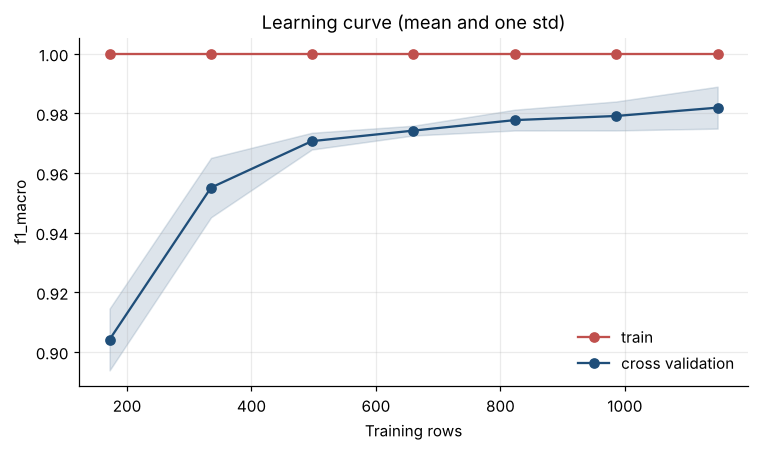 Learning curve (mean and one std)
1.00
0.98
0.96
0.94
0.92
0.90
f1_macro
train
cross validation
200 400 600 800 1000
Training rows